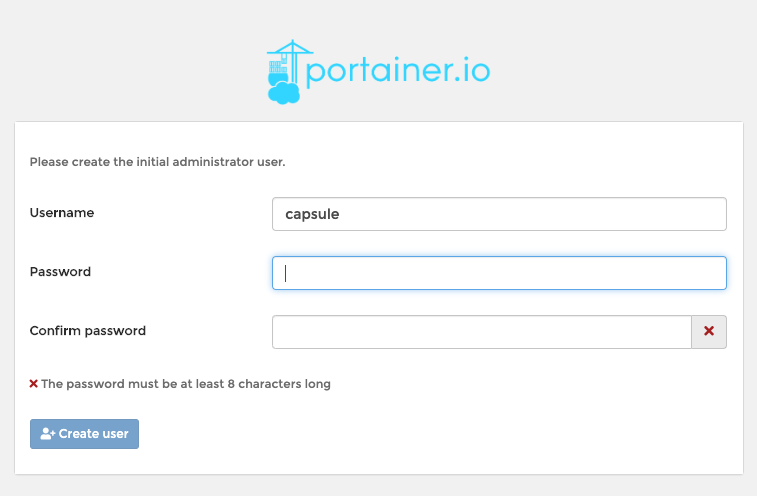 portainer.io
Please create the initial administrator user.
Username
capsule
Password
Confirm password
The password must be at least 8 characters long
Create user